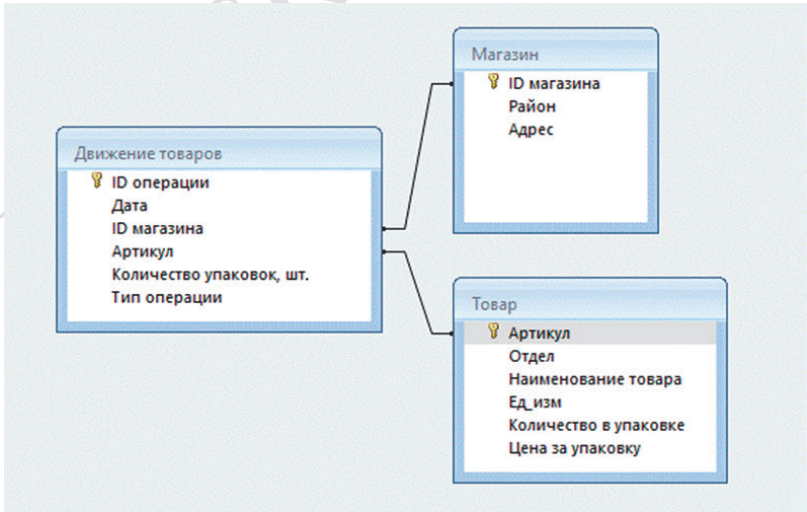 Магазин
ID магазина
Район
Адрес
Движение товаров
ID операции
Дата
ID магазина
Артикул
Количество упаковок, шт.
Тип операции
Товар
Артикул
Отдел
Наименование товара
Ед_изм
Количество в упаковке
Цена за упаковку